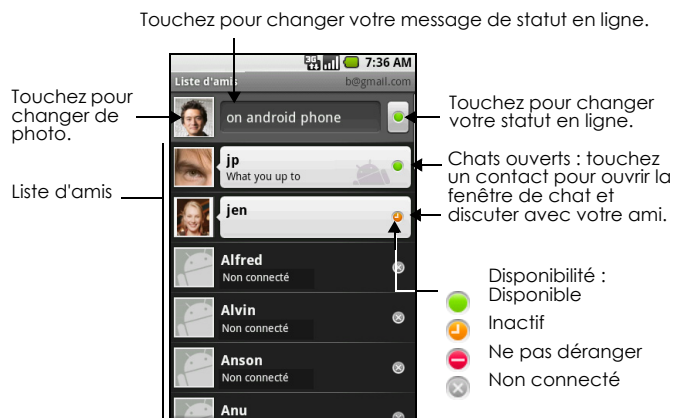 Touchez pour changer votre message de statut en ligne.
3G
7:36 AM
Liste d'amis
b@gmail.com
Touchez pour
changer de
photo.
on android phone
Touchez pour changer
votre statut en ligne.
jp
What you up to
Chats ouverts : touchez
un contact pour ouvrir la
fenêtre de chat et
discuter avec votre ami.
Liste d'amis
jen
Alfred
Non connecté
Alvin
Non connecté
Anson
Non connecté
Anu
Disponibilité :
Disponible
Inactif
Ne pas déranger
Non connecté